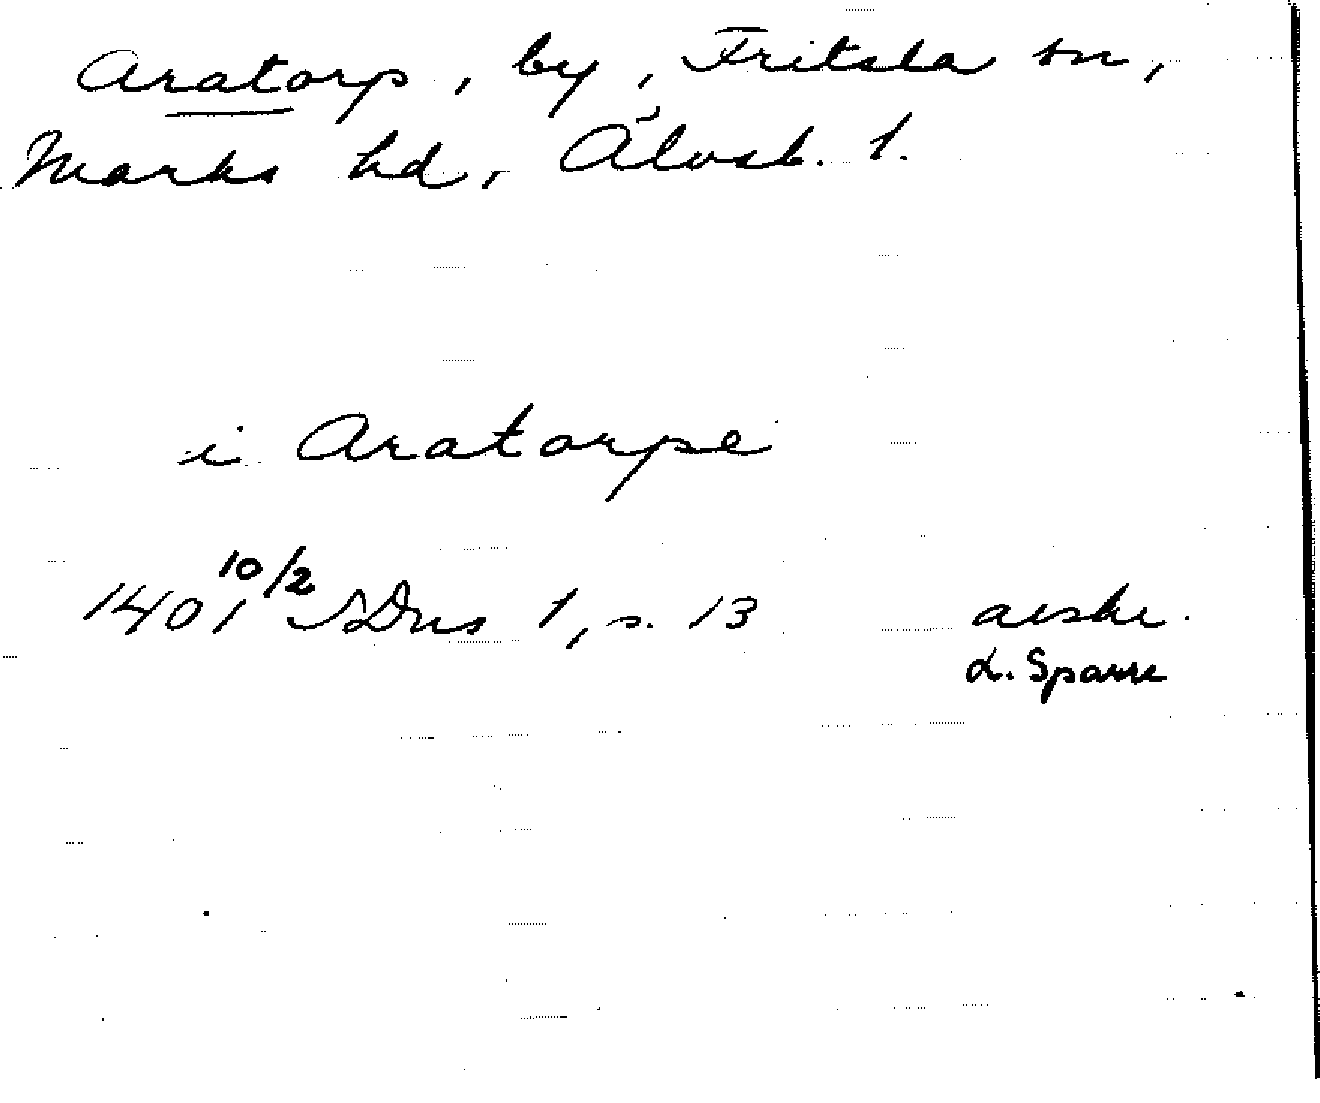 Aratorp, by, Fritsla sn,
Marks hd, Älvsb. l.
i Aratorpe
1401 10/2 SDns 1, s. 13 avskr.
L. Sparre